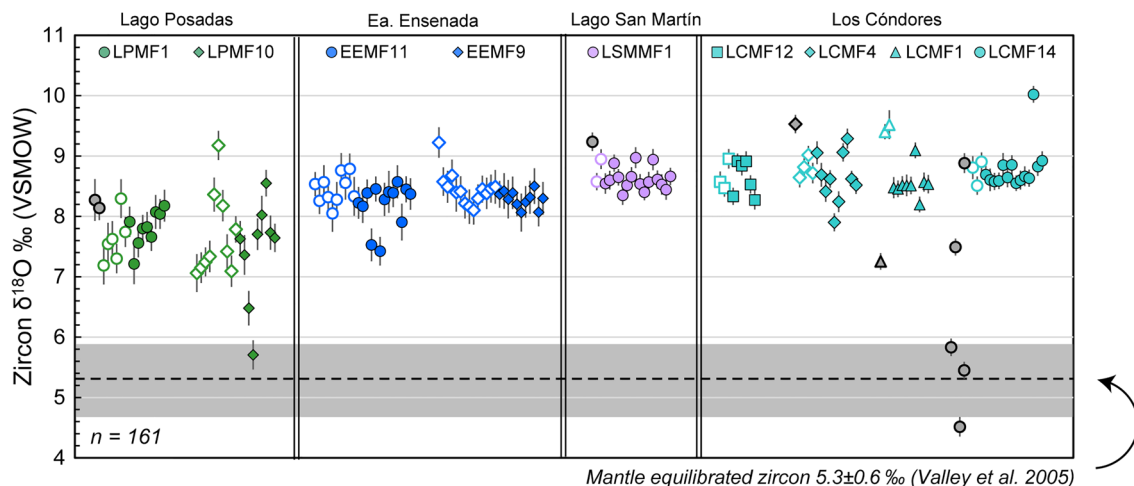 Lago Posadas Ea. Ensenada Lago San Martín Los Cóndores
11
LPMF1 LPMF10 EEMF11 EEMF9 LSMMF1 LCMF12 LCMF4 LCMF1 LCMF14
10
9
8
7
6
5
4
Zircon δ¹⁸O ‰ (VSMOW)
n = 161
Mantle equilibrated zircon 5.3±0.6 ‰ (Valley et al. 2005)